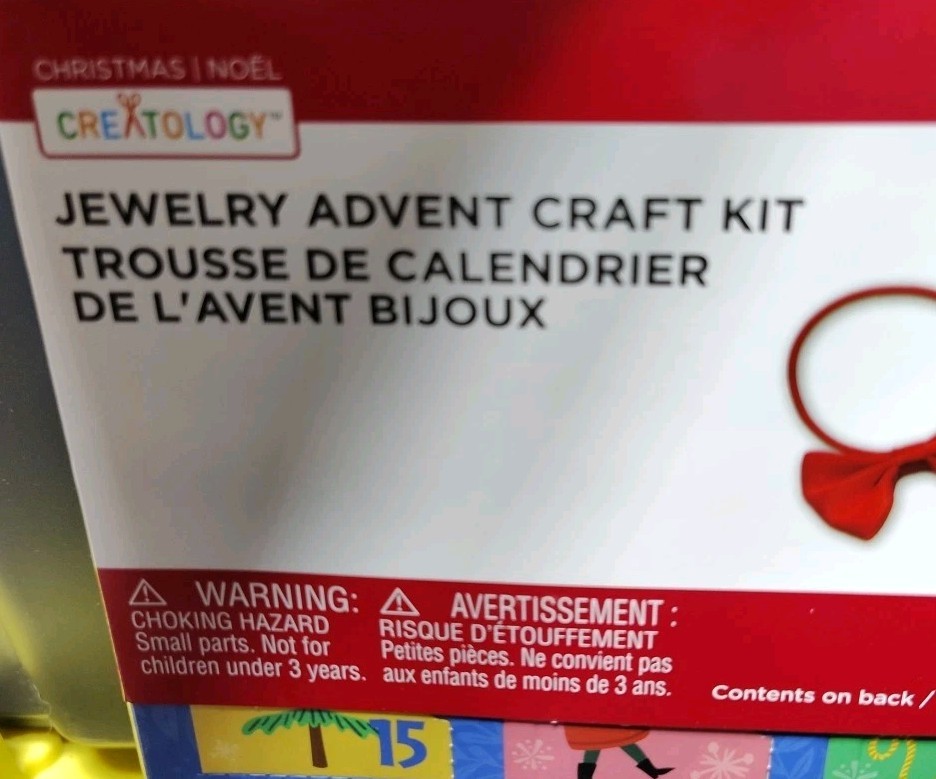 CHRISTMAS | NOËL
CREATOLOGY™
JEWELRY ADVENT CRAFT KIT
TROUSSE DE CALENDRIER
DE L'AVENT BIJOUX
⚠ WARNING:
CHOKING HAZARD
Small parts. Not for
children under 3 years.
⚠ AVERTISSEMENT :
RISQUE D'ÉTOUFFEMENT
Petites pièces. Ne convient pas
aux enfants de moins de 3 ans.
Contents on back /
15